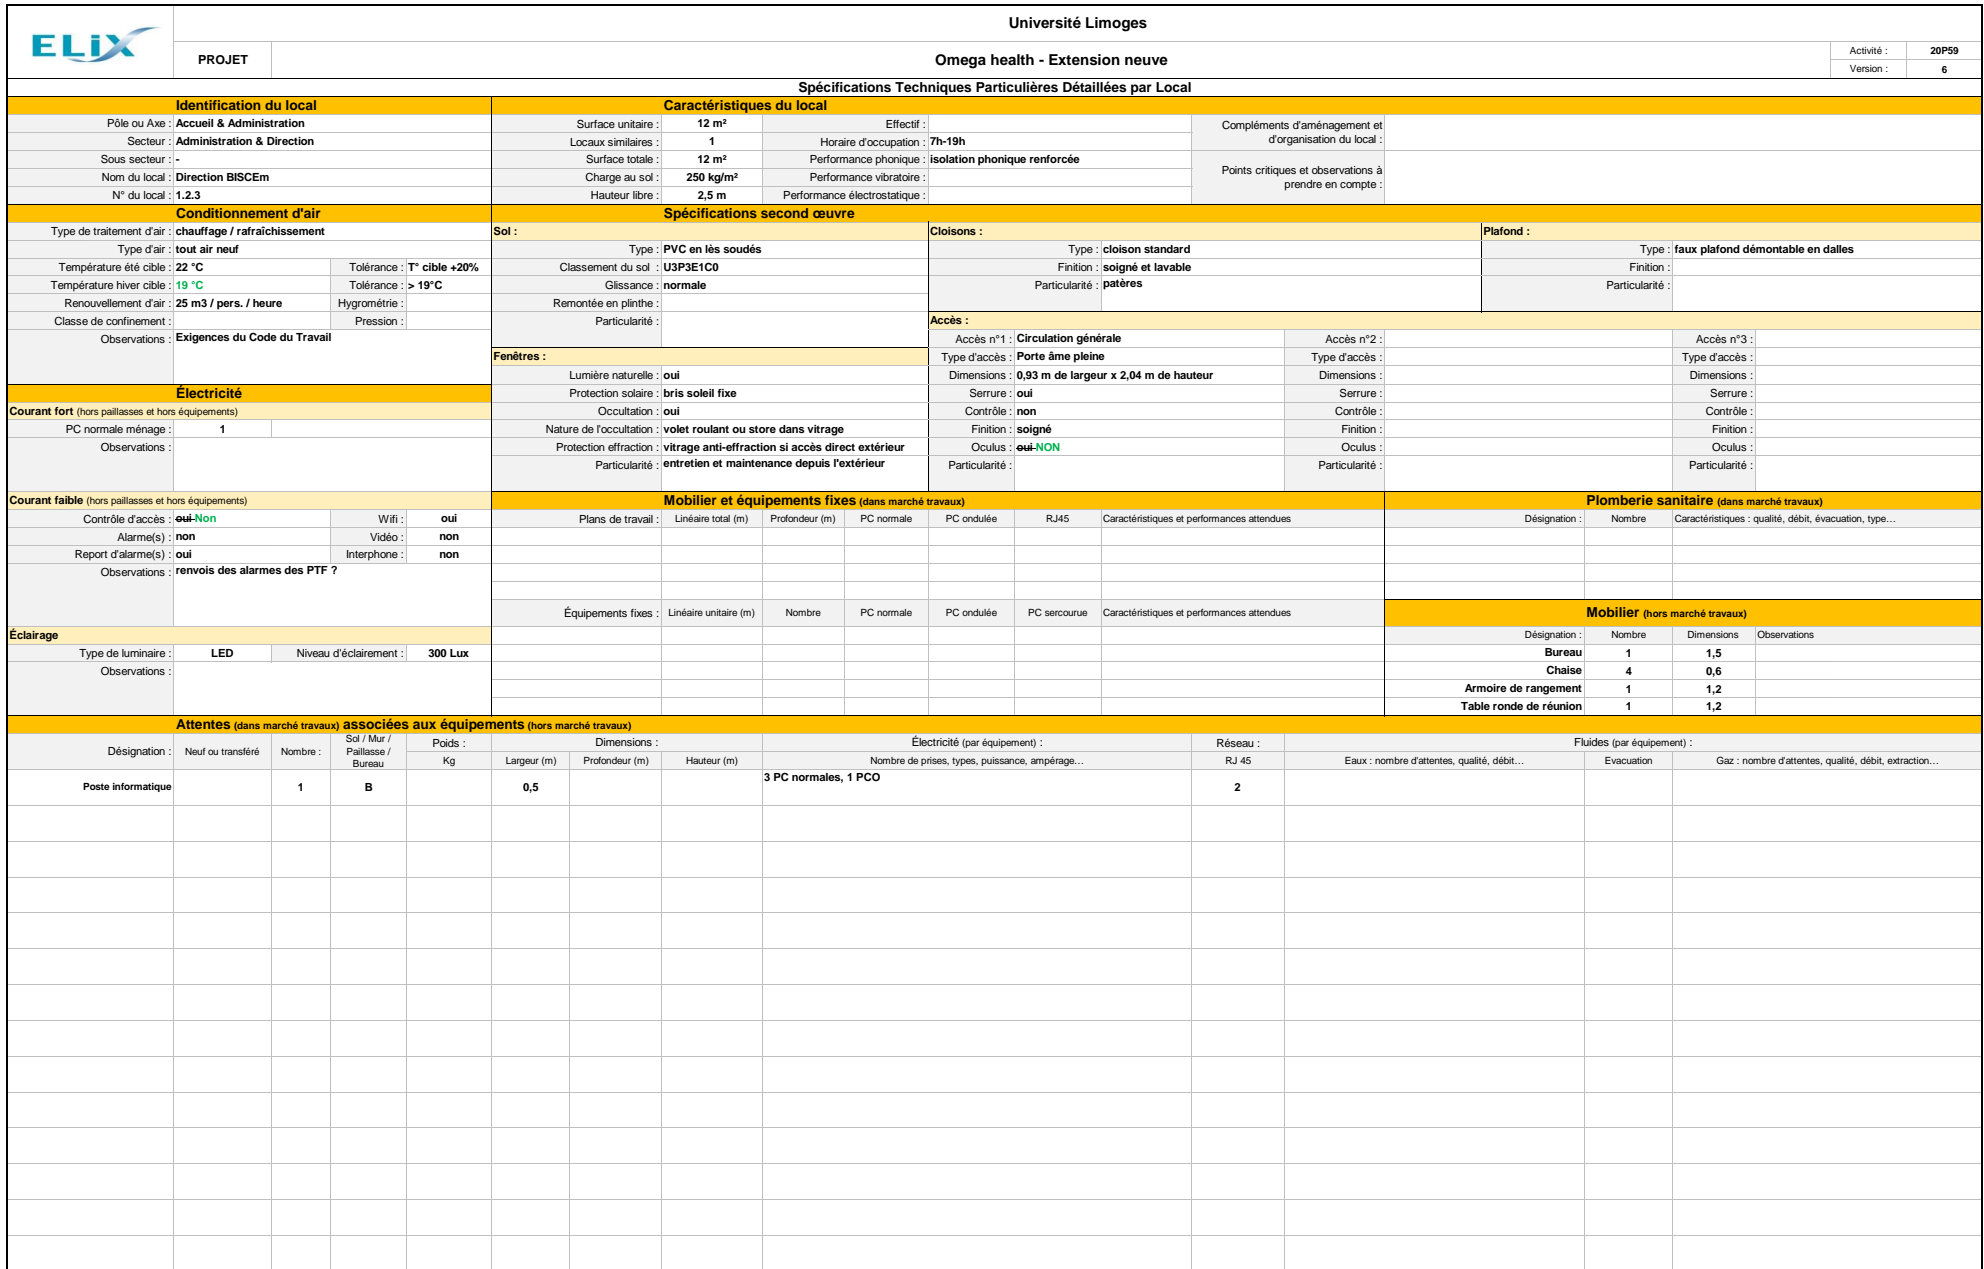 ELiX
Université Limoges
PROJET
Omega health - Extension neuve
Activité : 20P59
Version : 6
Spécifications Techniques Particulières Détaillées par Local
Identification du local
Pôle ou Axe : Accueil & Administration
Secteur : Administration & Direction
Sous secteur : -
Nom du local : Direction BISCEm
N° du local : 1.2.3
Caractéristiques du local
Surface unitaire : 12 m²
Locaux similaires : 1
Surface totale : 12 m²
Charge au sol : 250 kg/m²
Hauteur libre : 2,5 m
Effectif :
Horaire d'occupation : 7h-19h
Performance phonique : isolation phonique renforcée
Performance vibratoire :
Performance électrostatique :
Compléments d'aménagement et
d'organisation du local :
Points critiques et observations à
prendre en compte :
Conditionnement d'air
Type de traitement d'air : chauffage / rafraîchissement
Type d'air : tout air neuf
Température été cible : 22 °C Tolérance : T° cible +20%
Température hiver cible : 19 °C Tolérance : > 19°C
Renouvellement d'air : 25 m3 / pers. / heure Hygrométrie :
Classe de confinement : Pression :
Observations : Exigences du Code du Travail
Spécifications second œuvre
Sol :
Type : PVC en lès soudés
Classement du sol : U3P3E1C0
Glissance : normale
Remontée en plinthe :
Particularité :
Cloisons :
Type : cloison standard
Finition : soigné et lavable
Particularité : patères
Plafond :
Type : faux plafond démontable en dalles
Finition :
Particularité :
Fenêtres :
Lumière naturelle : oui
Protection solaire : bris soleil fixe
Occultation : oui
Nature de l'occultation : volet roulant ou store dans vitrage
Protection effraction : vitrage anti-effraction si accès direct extérieur
Particularité : entretien et maintenance depuis l'extérieur
Accès :
Accès n°1 : Circulation générale
Type d'accès : Porte âme pleine
Dimensions : 0,93 m de largeur x 2,04 m de hauteur
Serrure : oui
Contrôle : non
Finition : soigné
Oculus : oui NON
Particularité :
Accès n°2 :
Type d'accès :
Dimensions :
Serrure :
Contrôle :
Finition :
Oculus :
Particularité :
Accès n°3 :
Type d'accès :
Dimensions :
Serrure :
Contrôle :
Finition :
Oculus :
Particularité :
Électricité
Courant fort (hors paillasses et hors équipements)
PC normale ménage : 1
Observations :
Courant faible (hors paillasses et hors équipements)
Contrôle d'accès : oui Non Wifi : oui
Alarme(s) : non Vidéo : non
Report d'alarme(s) : oui Interphone : non
Observations : renvois des alarmes des PTF ?
Éclairage
Type de luminaire : LED Niveau d'éclairement : 300 Lux
Observations :
Mobilier et équipements fixes (dans marché travaux)
Plans de travail : Linéaire total (m) Profondeur (m) PC normale PC ondulée RJ45 Caractéristiques et performances attendues
Équipements fixes : Linéaire unitaire (m) Nombre PC normale PC ondulée PC sercourue Caractéristiques et performances attendues
Plomberie sanitaire (dans marché travaux)
Désignation : Nombre Caractéristiques : qualité, débit, évacuation, type…
Mobilier (hors marché travaux)
Désignation : Nombre Dimensions Observations
Bureau 1 1,5
Chaise 4 0,6
Armoire de rangement 1 1,2
Table ronde de réunion 1 1,2
Attentes (dans marché travaux) associées aux équipements (hors marché travaux)
Désignation : Neuf ou transféré Nombre : Sol / Mur / Paillasse / Bureau Poids : Kg
Dimensions : Largeur (m) Profondeur (m) Hauteur (m)
Électricité (par équipement) : Nombre de prises, types, puissance, ampérage…
Réseau : RJ 45
Fluides (par équipement) : Eaux : nombre d'attentes, qualité, débit… Evacuation Gaz : nombre d'attentes, qualité, débit, extraction…
Poste informatique 1 B 0,5 3 PC normales, 1 PCO 2